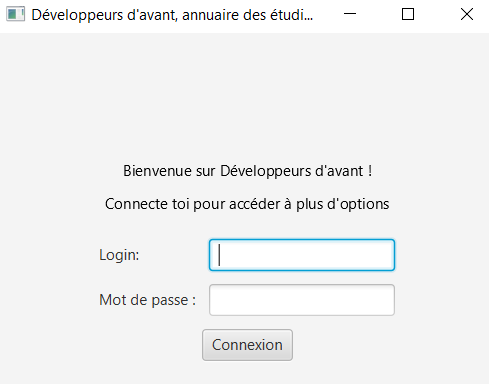 Développeurs d'avant, annuaire des étudi...
Bienvenue sur Développeurs d'avant !
Connecte toi pour accéder à plus d'options
Login:
Mot de passe :
Connexion